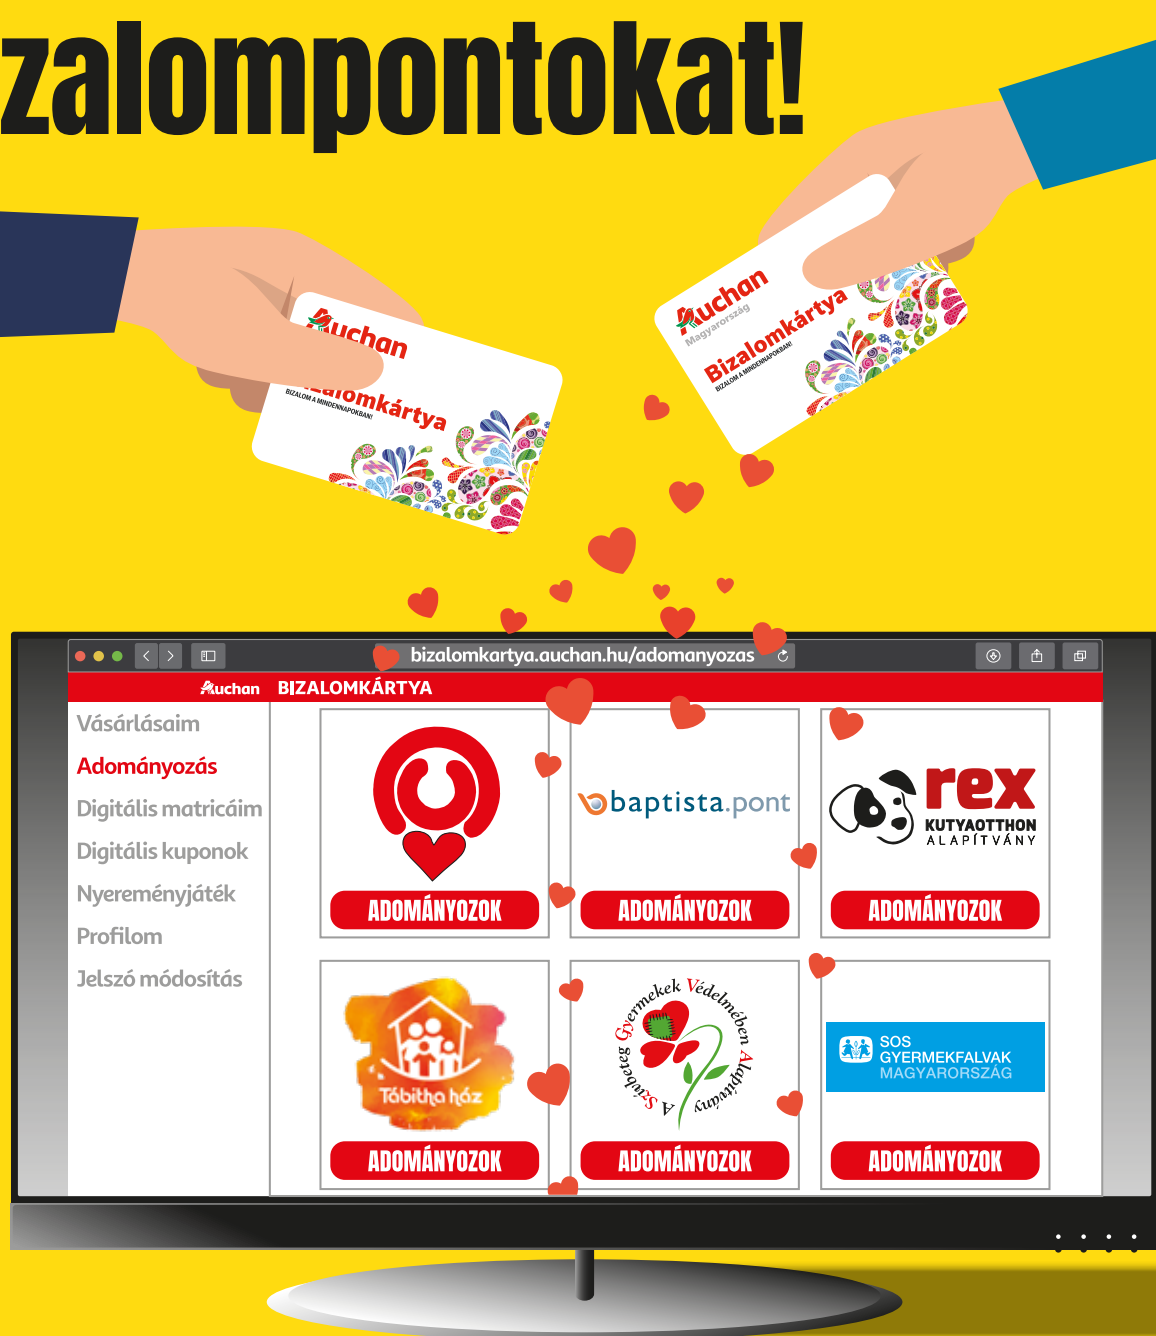 zalompontokat!
Auchan
Magyarország
Bizalomkártya
BIZALOM A MINDENNAPOKBAN!
Auchan
Bizalomkártya
BIZALOM A MINDENNAPOKBAN!
bizalomkartya.auchan.hu/adomanyozas
Auchan BIZALOMKÁRTYA
Vásárlásaim
Adományozás
Digitális matricáim
Digitális kuponok
Nyereményjáték
Profilom
Jelszó módosítás
baptista.pont
rex
KUTYAOTTHON
ALAPÍTVÁNY
ADOMÁNYOZOK ADOMÁNYOZOK ADOMÁNYOZOK
Tábitha ház
A Szívbeteg Gyermekek Védelmében Alapítvány
SOS
GYERMEKFALVAK
MAGYARORSZÁG
ADOMÁNYOZOK ADOMÁNYOZOK ADOMÁNYOZOK